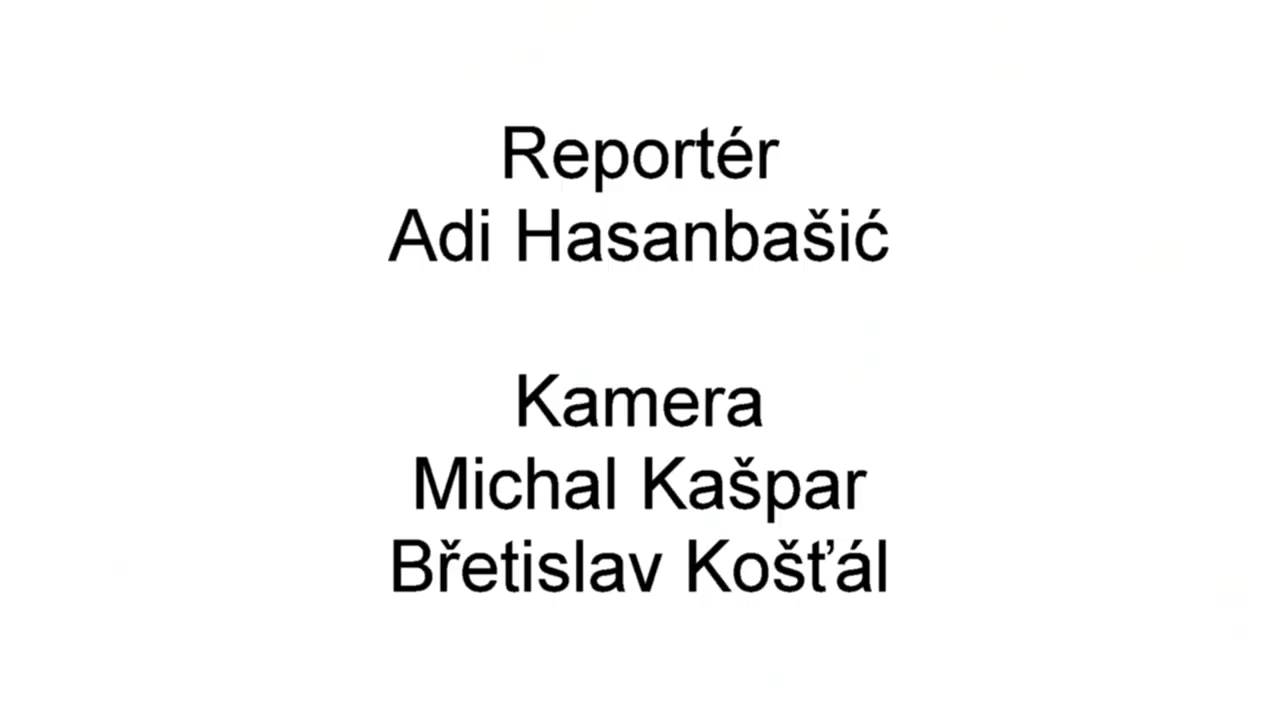 Reportér
Adi Hasanbašić
Kamera
Michal Kašpar
Břetislav Košťál